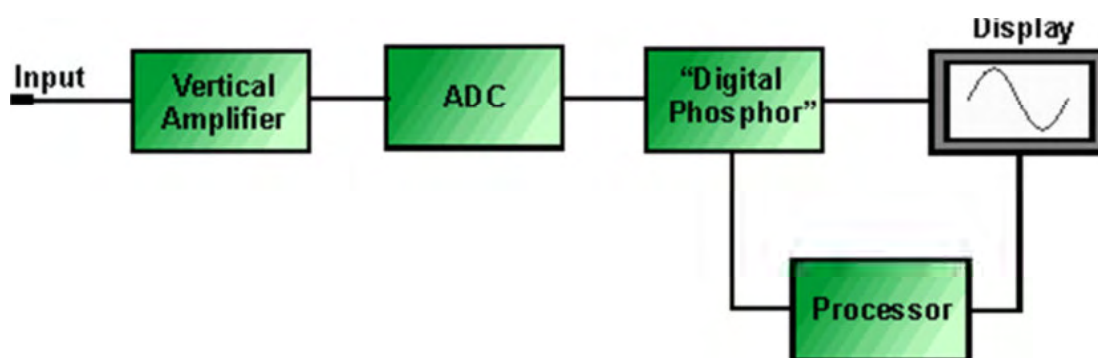 Display
Input
Vertical
Amplifier
ADC
“Digital
Phosphor”
Processor